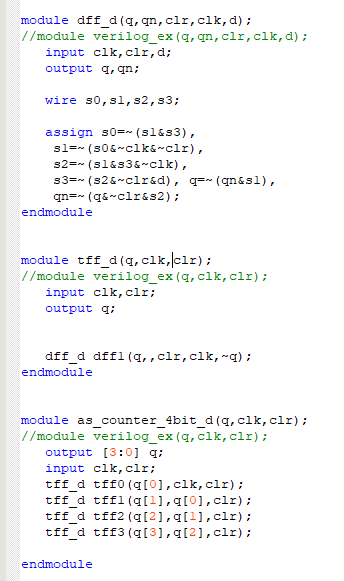 module dff_d(q,qn,clr,clk,d);
//module verilog_ex(q,qn,clr,clk,d);
input clk,clr,d;
output q,qn;
wire s0,s1,s2,s3;
assign s0=~(s1&s3),
s1=~(s0&~clk&~clr),
s2=~(s1&s3&~clk),
s3=~(s2&~clr&d), q=~(qn&s1),
qn=~(q&~clr&s2);
endmodule
module tff_d(q,clk,clr);
//module verilog_ex(q,clk,clr);
input clk,clr;
output q;
dff_d dff1(q,,clr,clk,~q);
endmodule
module as_counter_4bit_d(q,clk,clr);
//module verilog_ex(q,clk,clr);
output [3:0] q;
input clk,clr;
tff_d tff0(q[0],clk,clr);
tff_d tff1(q[1],q[0],clr);
tff_d tff2(q[2],q[1],clr);
tff_d tff3(q[3],q[2],clr);
endmodule